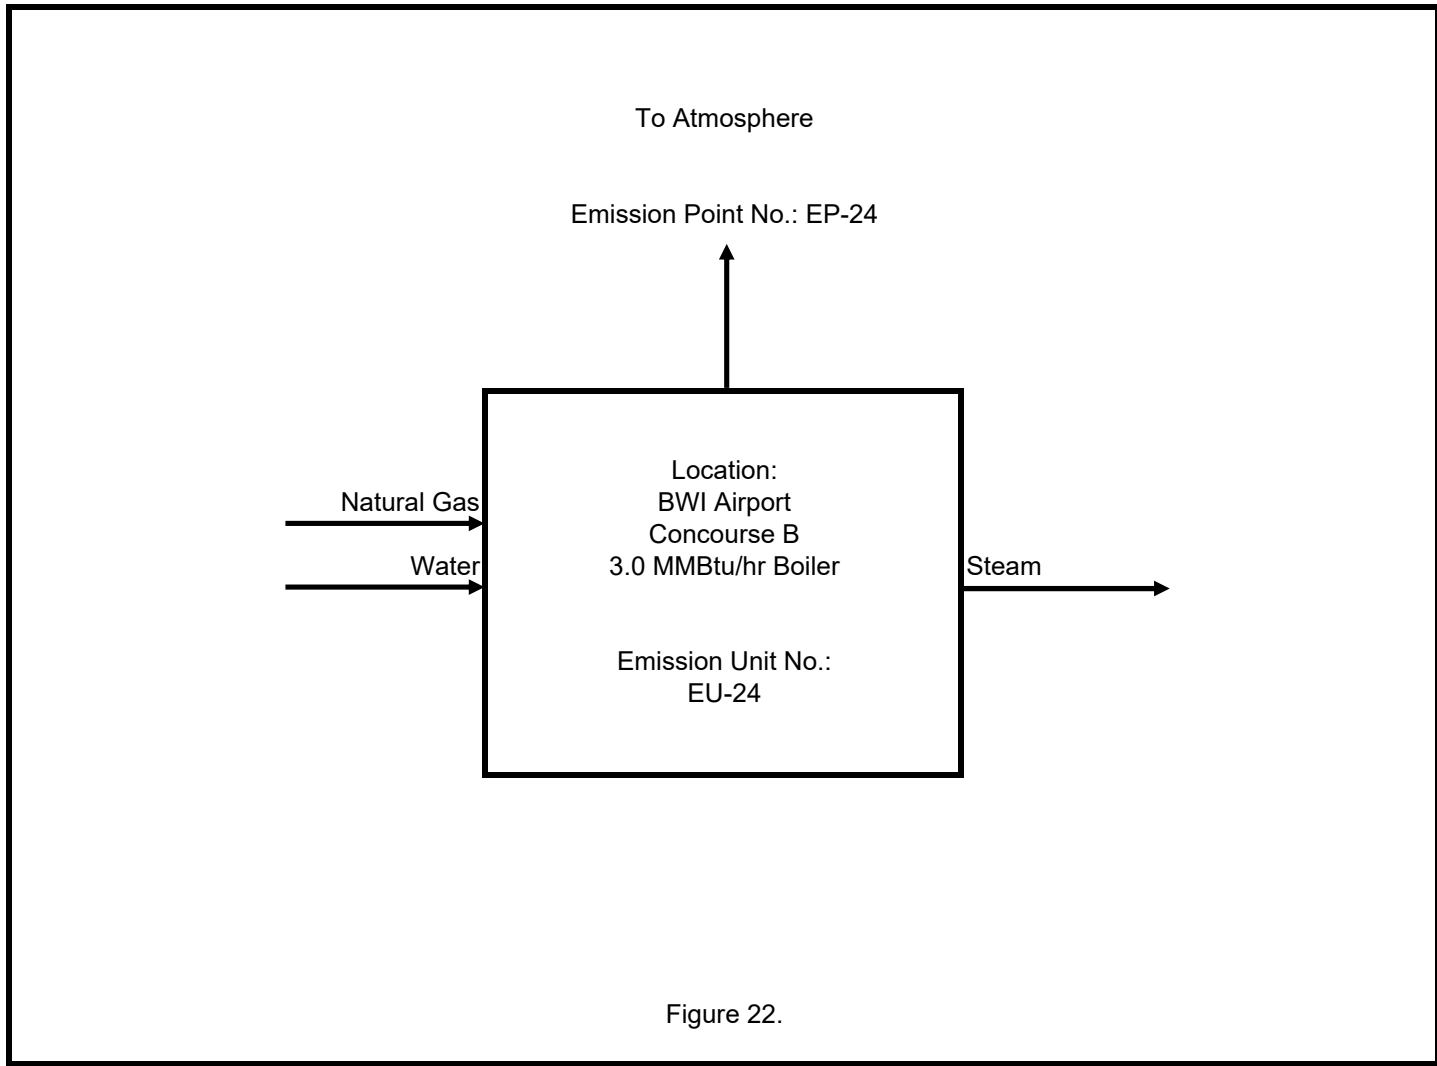 To Atmosphere
Emission Point No.: EP-24
Location:
BWI Airport
Concourse B
3.0 MMBtu/hr Boiler
Emission Unit No.:
EU-24
Natural Gas
Water
Steam
Figure 22.